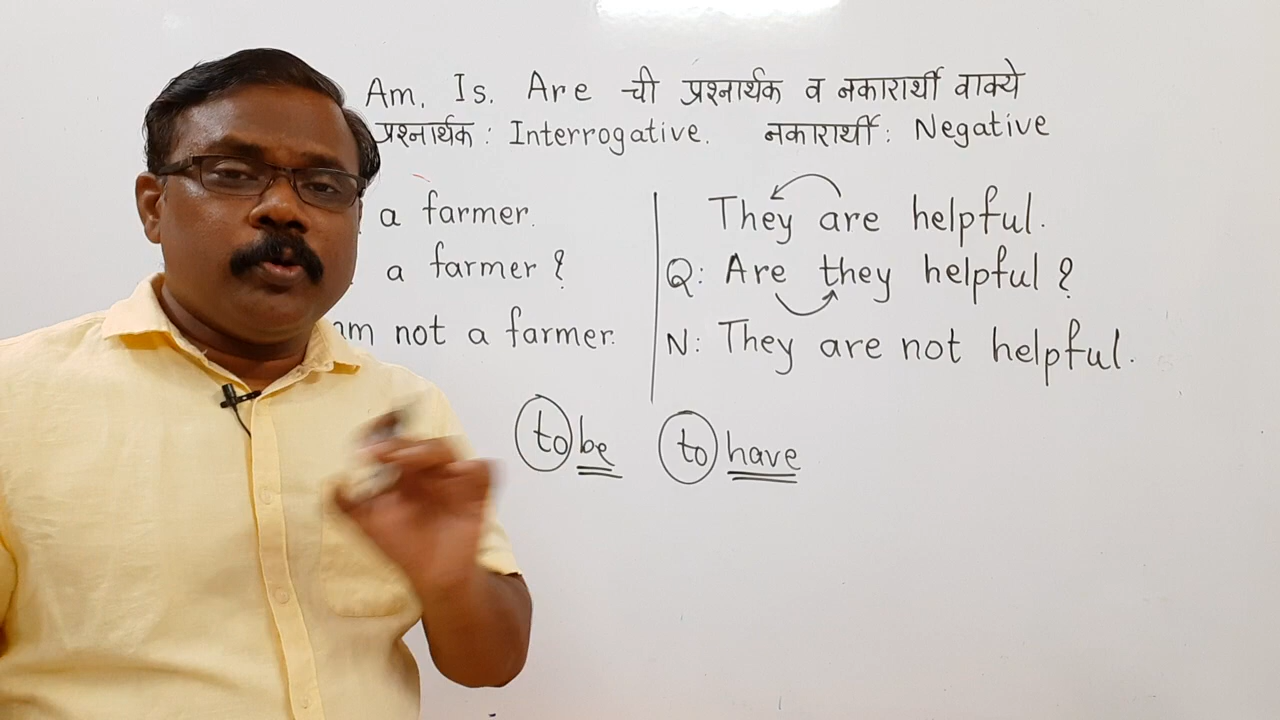 Am. Is. Are ची प्रश्नार्थक व नकारार्थी वाक्ये
प्रश्नार्थक : Interrogative. नकारार्थी : Negative
a farmer.
a farmer ?
am not a farmer.
They are helpful.
Q: Are they helpful ?
N: They are not helpful.
to be to have